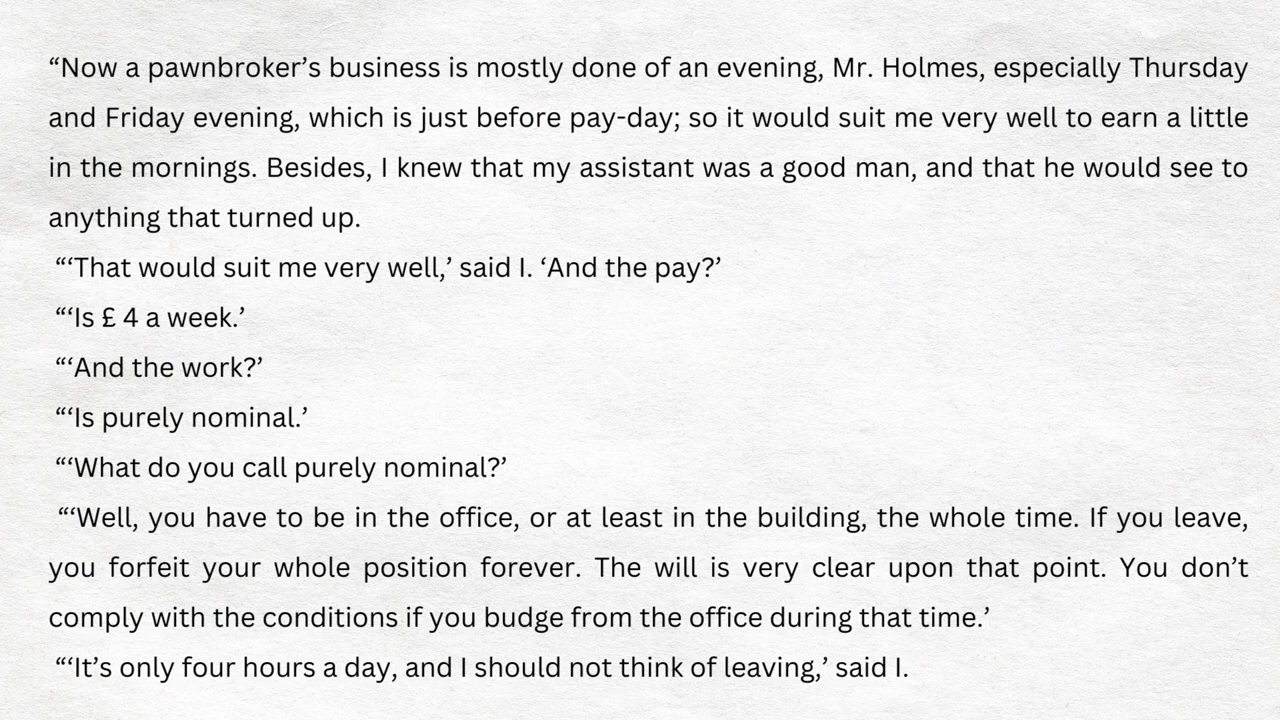 “Now a pawnbroker’s business is mostly done of an evening, Mr. Holmes, especially Thursday
and Friday evening, which is just before pay-day; so it would suit me very well to earn a little
in the mornings. Besides, I knew that my assistant was a good man, and that he would see to
anything that turned up.
“‘That would suit me very well,’ said I. ‘And the pay?’
“‘Is £ 4 a week.’
“‘And the work?’
“‘Is purely nominal.’
“‘What do you call purely nominal?’
“‘Well, you have to be in the office, or at least in the building, the whole time. If you leave,
you forfeit your whole position forever. The will is very clear upon that point. You don’t
comply with the conditions if you budge from the office during that time.’
“‘It’s only four hours a day, and I should not think of leaving,’ said I.